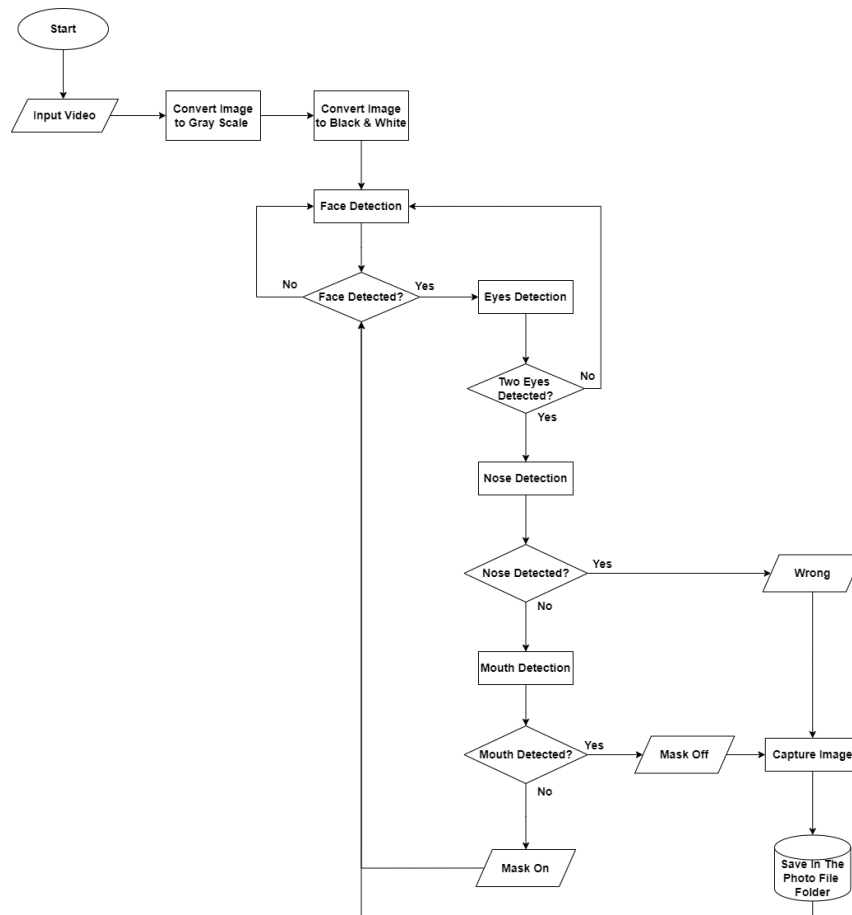 Start
Input Video
Convert Image
to Gray Scale
Convert Image
to Black & White
Face Detection
No
Face Detected?
Yes
Eyes Detection
Two Eyes
Detected?
No
Yes
Nose Detection
Nose Detected?
Yes
Wrong
No
Mouth Detection
Mouth Detected?
Yes
Mask Off
Capture Image
No
Mask On
Save In The
Photo File
Folder